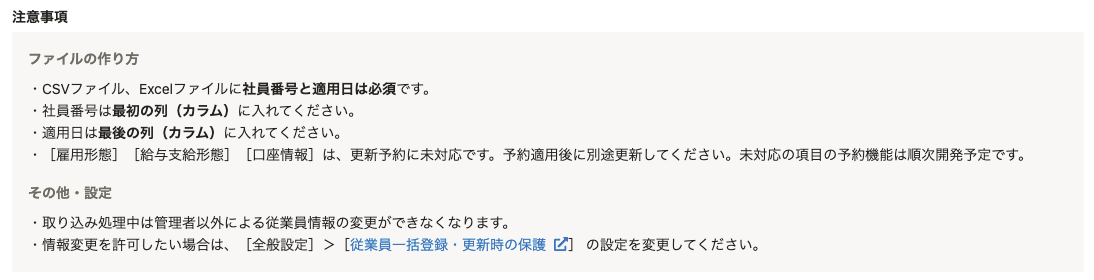 注意事項
ファイルの作り方
・CSVファイル、Excelファイルに社員番号と適用日は必須です。
・社員番号は最初の列（カラム）に入れてください。
・適用日は最後の列（カラム）に入れてください。
・［雇用形態］［給与支給形態］［口座情報］は、更新予約に未対応です。予約適用後に別途更新してください。未対応の項目の予約機能は順次開発予定です。
その他・設定
・取り込み処理中は管理者以外による従業員情報の変更ができなくなります。
・情報変更を許可したい場合は、［全般設定］＞［従業員一括登録・更新時の保護］ の設定を変更してください。